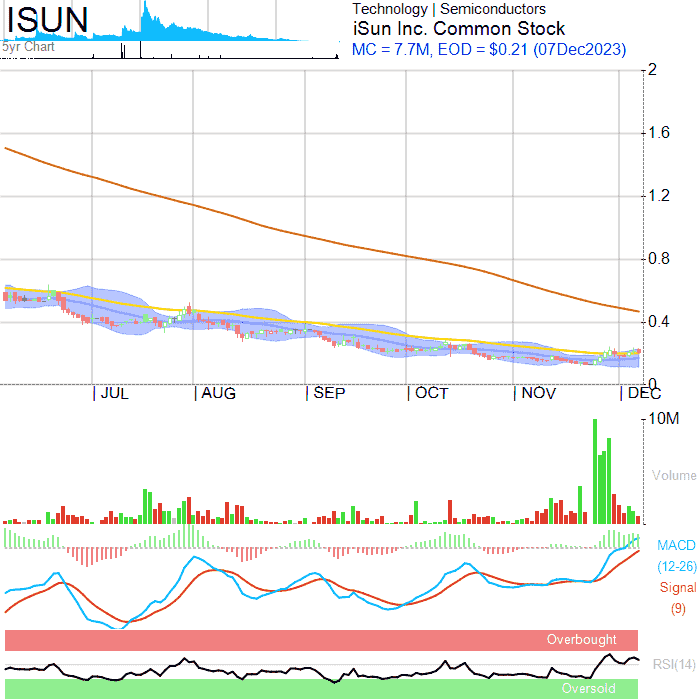 ISUN
5yr Chart
Technology | Semiconductors
iSun Inc. Common Stock
MC = 7.7M, EOD = $0.21 (07Dec2023)
2
1.6
1.2
0.8
0.4
0
JUL
AUG
SEP
OCT
NOV
DEC
10M
Volume
MACD
(12-26)
Signal
(9)
Overbought
RSI(14)
Oversold